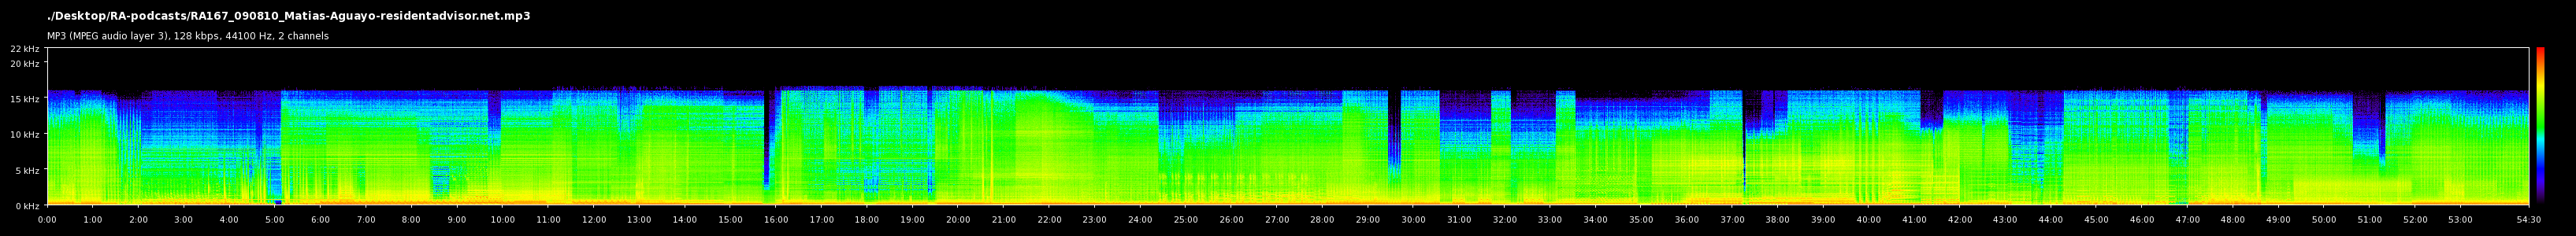 ./Desktop/RA-podcasts/RA167_090810_Matias-Aguayo-residentadvisor.net.mp3
MP3 (MPEG audio layer 3), 128 kbps, 44100 Hz, 2 channels
22 kHz
20 kHz
15 kHz
10 kHz
5 kHz
0 kHz
0:00 1:00 2:00 3:00 4:00 5:00 6:00 7:00 8:00 9:00 10:00 11:00 12:00 13:00 14:00 15:00 16:00 17:00 18:00 19:00 20:00 21:00 22:00 23:00 24:00 25:00 26:00 27:00 28:00 29:00 30:00 31:00 32:00 33:00 34:00 35:00 36:00 37:00 38:00 39:00 40:00 41:00 42:00 43:00 44:00 45:00 46:00 47:00 48:00 49:00 50:00 51:00 52:00 53:00 54:30